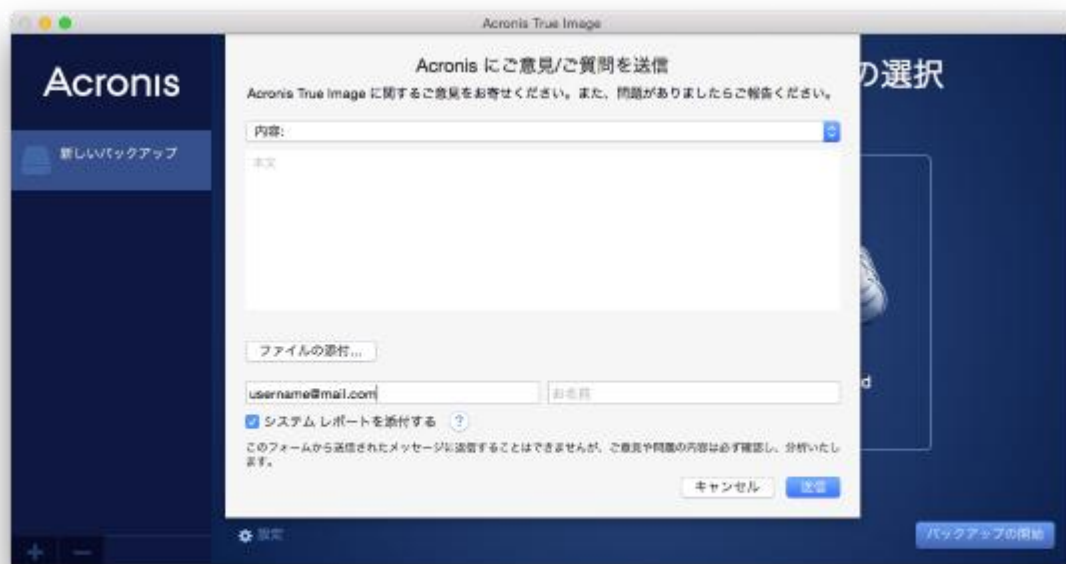 Acronis True Image
Acronis
新しいバックアップ
の選択
Acronis にご意見/ご質問を送信
Acronis True Image に関するご意見をお寄せください。また、問題がありましたらご報告ください。
内容:
本文
ファイルの添付...
username@mail.com
お名前
システム レポートを添付する ?
このフォームから送信されたメッセージに返信することはできませんが、ご意見や問題の内容は必ず確認し、分析いたし
ます。
キャンセル
送信
d
設定
バックアップの開始